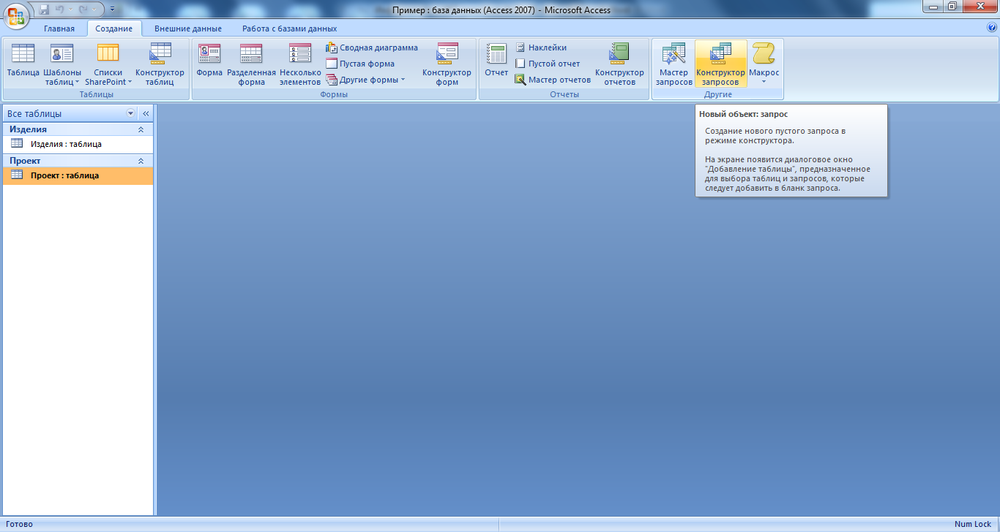 Пример : база данных (Access 2007) - Microsoft Access
Главная Создание Внешние данные Работа с базами данных
Таблица
Шаблоны
таблиц
Списки
SharePoint
Конструктор
таблиц
Таблицы
Форма
Разделенная
форма
Несколько
элементов
Сводная диаграмма
Пустая форма
Другие формы
Конструктор
форм
Формы
Отчет
Наклейки
Пустой отчет
Мастер отчетов
Конструктор
отчетов
Отчеты
Мастер
запросов
Конструктор
запросов
Макрос
Другие
Все таблицы
Изделия
Изделия : таблица
Проект
Проект : таблица
Новый объект: запрос
Создание нового пустого запроса в
режиме конструктора.
На экране появится диалоговое окно
"Добавление таблицы", предназначенное
для выбора таблиц и запросов, которые
следует добавить в бланк запроса.
Готово
Num Lock